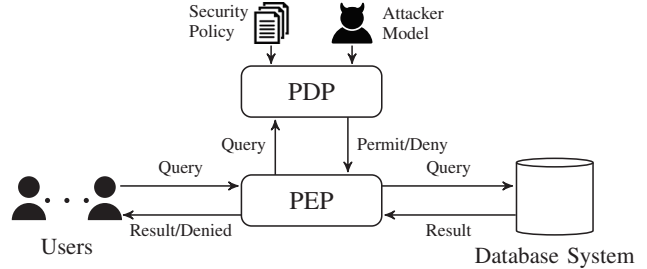 Security
Policy
Attacker
Model
PDP
Query
Permit/Deny
Query
Query
PEP
Result/Denied
Result
Users
Database System